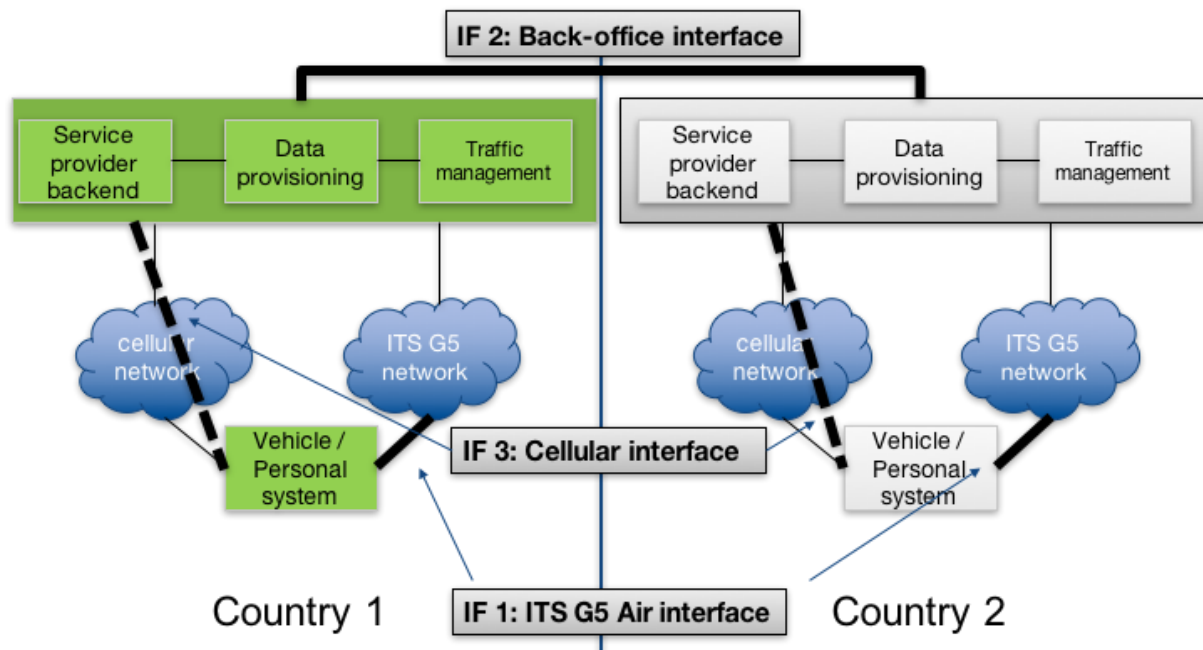 IF 2: Back-office interface
Service
provider
backend
Data
provisioning
Traffic
management
Service
provider
backend
Data
provisioning
Traffic
management
cellular
network
ITS G5
network
cellular
network
ITS G5
network
Vehicle /
Personal
system
IF 3: Cellular interface
Vehicle /
Personal
system
Country 1
IF 1: ITS G5 Air interface
Country 2